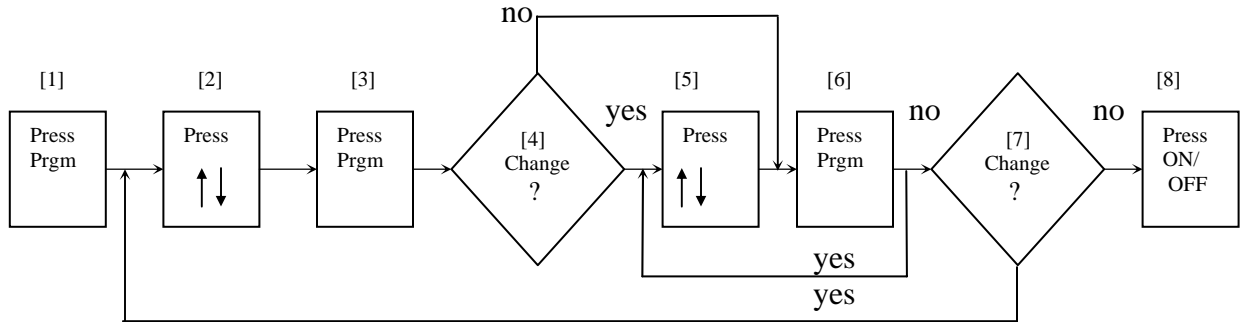 no
[1]
[2]
[3]
[5]
[6]
[8]
Press
Prgm
Press
Press
Prgm
[4]
Change
?
yes
Press
Press
Prgm
no
[7]
Change
?
no
Press
ON/
OFF
yes
yes